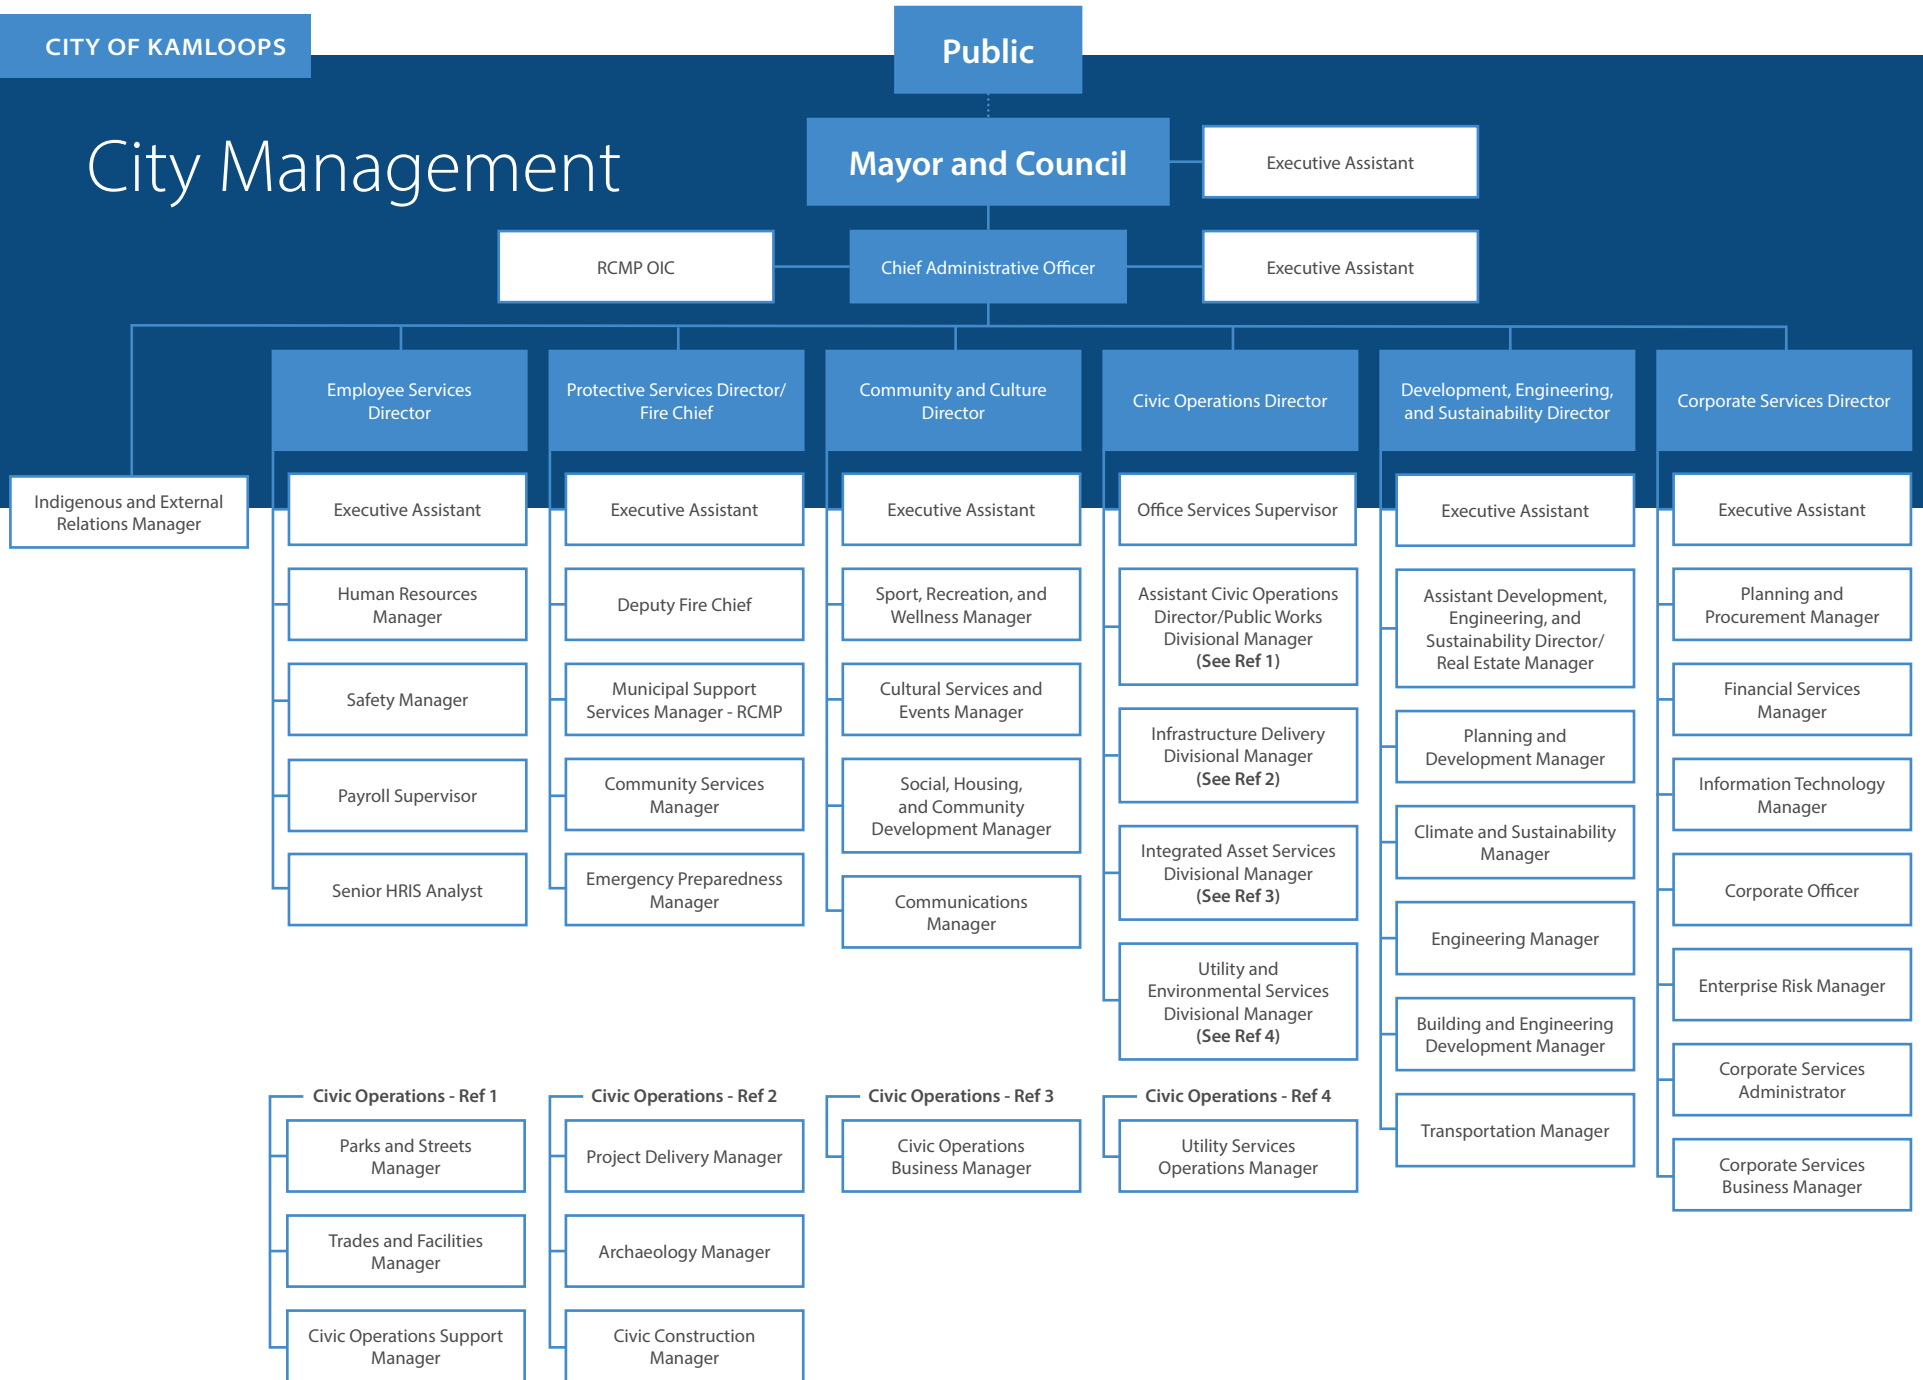 CITY OF KAMLOOPS
Public
City Management
Mayor and Council
Executive Assistant
RCMP OIC
Chief Administrative Officer
Executive Assistant
Indigenous and External
Relations Manager
Employee Services
Director
Executive Assistant
Human Resources
Manager
Safety Manager
Payroll Supervisor
Senior HRIS Analyst
Protective Services Director/
Fire Chief
Executive Assistant
Deputy Fire Chief
Municipal Support
Services Manager - RCMP
Community Services
Manager
Emergency Preparedness
Manager
Community and Culture
Director
Executive Assistant
Sport, Recreation, and
Wellness Manager
Cultural Services and
Events Manager
Social, Housing,
and Community
Development Manager
Communications
Manager
Civic Operations Director
Office Services Supervisor
Assistant Civic Operations
Director/Public Works
Divisional Manager
(See Ref 1)
Infrastructure Delivery
Divisional Manager
(See Ref 2)
Integrated Asset Services
Divisional Manager
(See Ref 3)
Utility and
Environmental Services
Divisional Manager
(See Ref 4)
Development, Engineering,
and Sustainability Director
Executive Assistant
Assistant Development,
Engineering, and
Sustainability Director/
Real Estate Manager
Planning and
Development Manager
Climate and Sustainability
Manager
Engineering Manager
Building and Engineering
Development Manager
Transportation Manager
Corporate Services Director
Executive Assistant
Planning and
Procurement Manager
Financial Services
Manager
Information Technology
Manager
Corporate Officer
Enterprise Risk Manager
Corporate Services
Administrator
Corporate Services
Business Manager
Civic Operations - Ref 1
Parks and Streets
Manager
Trades and Facilities
Manager
Civic Operations Support
Manager
Civic Operations - Ref 2
Project Delivery Manager
Archaeology Manager
Civic Construction
Manager
Civic Operations - Ref 3
Civic Operations
Business Manager
Civic Operations - Ref 4
Utility Services
Operations Manager